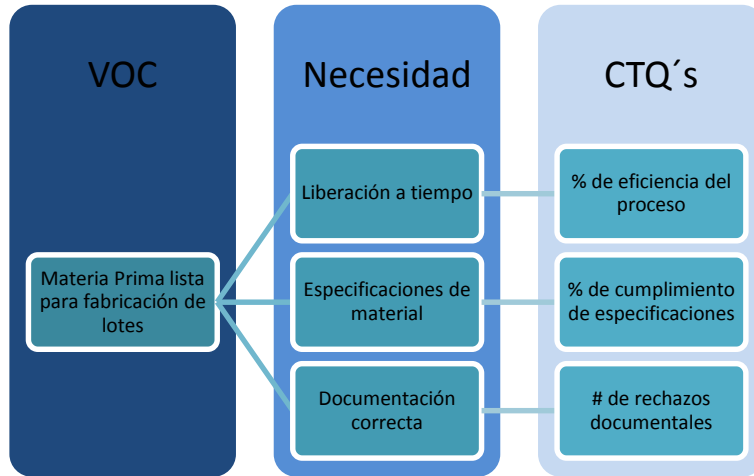 VOC
Necesidad
CTQ´s
Materia Prima lista
para fabricación de
lotes
Liberación a tiempo
Especificaciones de
material
Documentación
correcta
% de eficiencia del
proceso
% de cumplimiento
de especificaciones
# de rechazos
documentales